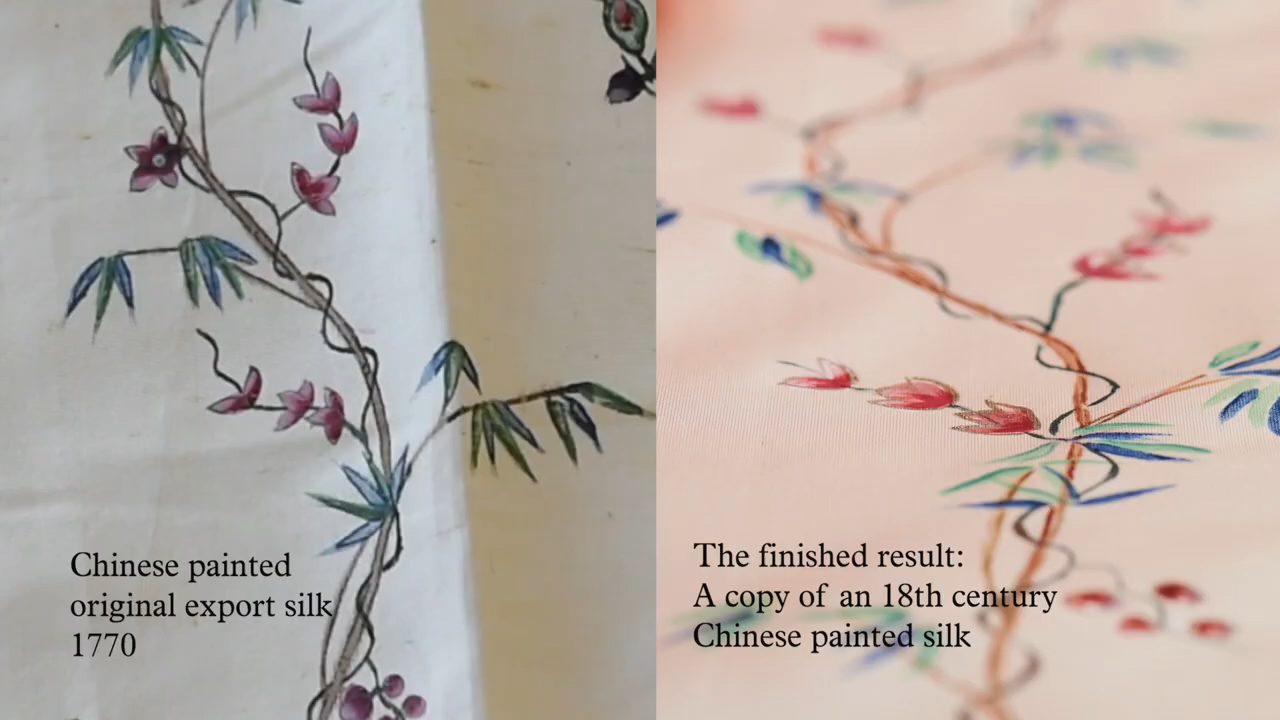 Chinese painted
original export silk
1770
The finished result:
A copy of an 18th century
Chinese painted silk